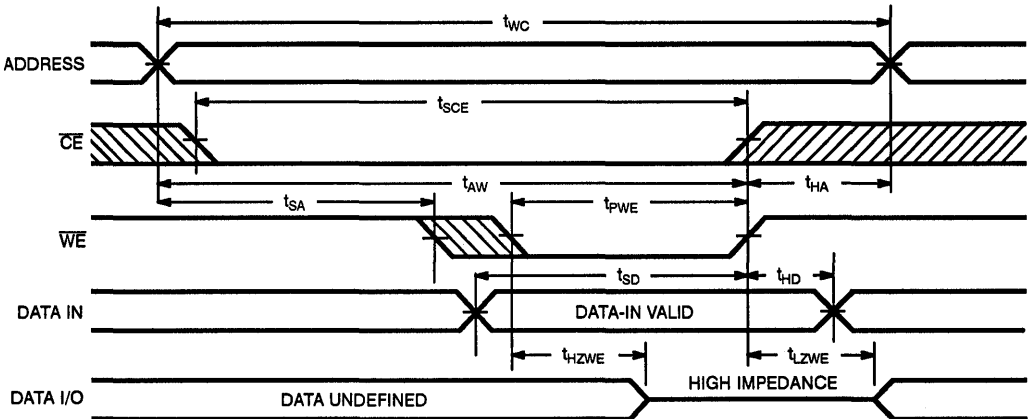 tWC
ADDRESS
tSCE
CE
tAW
tHA
tSA
tPWE
WE
tSD
tHD
DATA IN
DATA-IN VALID
tHZWE
tLZWE
HIGH IMPEDANCE
DATA I/O
DATA UNDEFINED